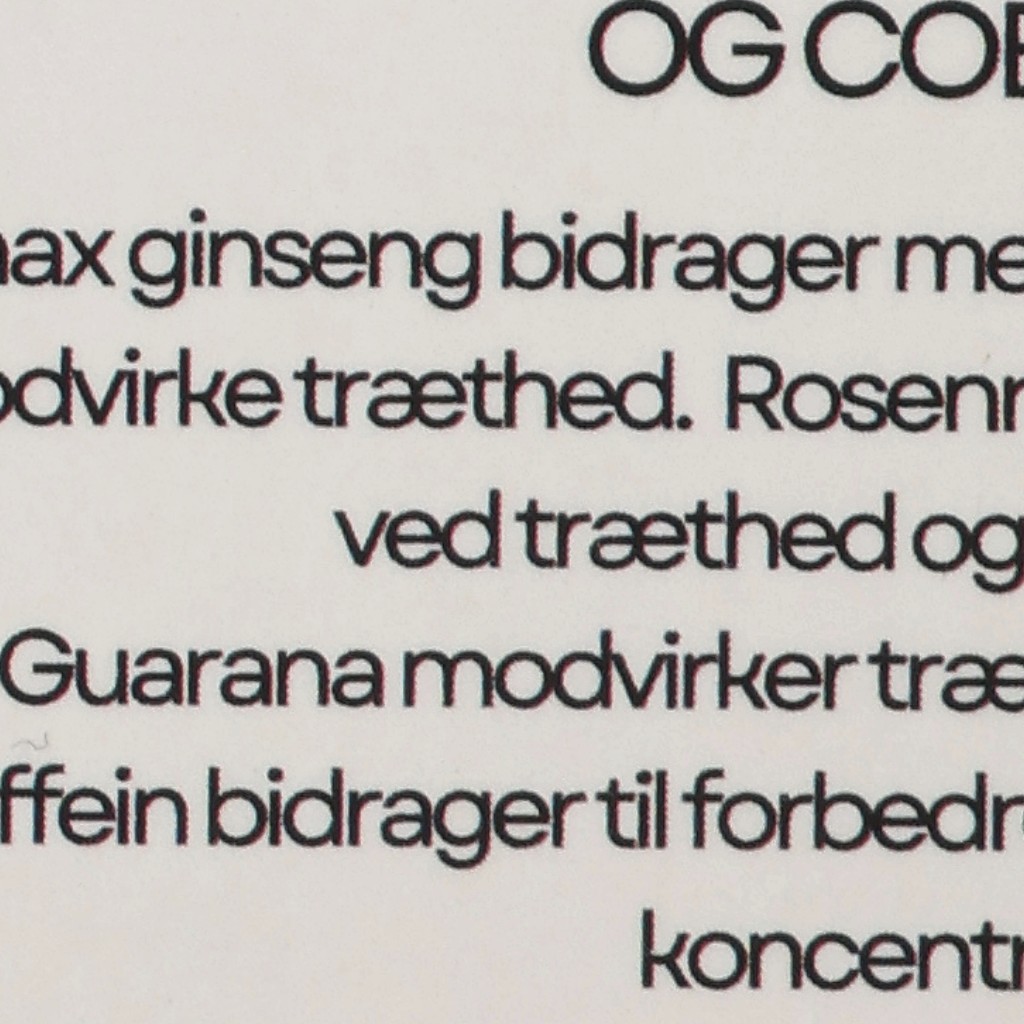 OG COE
nax ginseng bidrager me
odvirke træthed. Rosenr
ved træthed og
Guarana modvirker træ
ffein bidrager til forbedr
koncentr